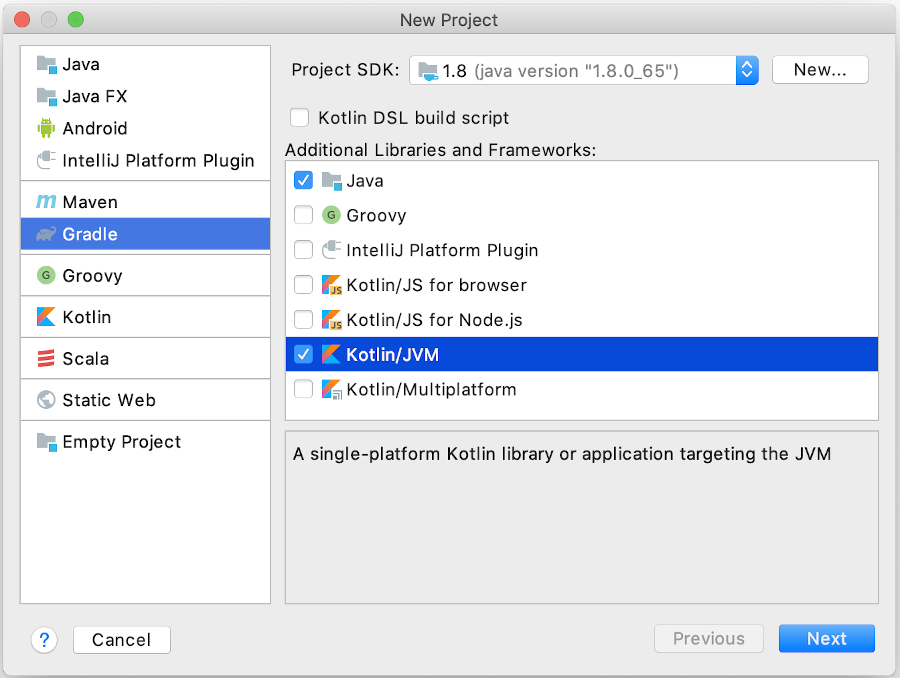 New Project
Java
Java FX
Android
IntelliJ Platform Plugin
Maven
Gradle
Groovy
Kotlin
Scala
Static Web
Empty Project
Project SDK: 1.8 (java version "1.8.0_65") New...
Kotlin DSL build script
Additional Libraries and Frameworks:
Java
G Groovy
IntelliJ Platform Plugin
JS Kotlin/JS for browser
JS Kotlin/JS for Node.js
Kotlin/JVM
Kotlin/Multiplatform
A single-platform Kotlin library or application targeting the JVM
? Cancel Previous Next